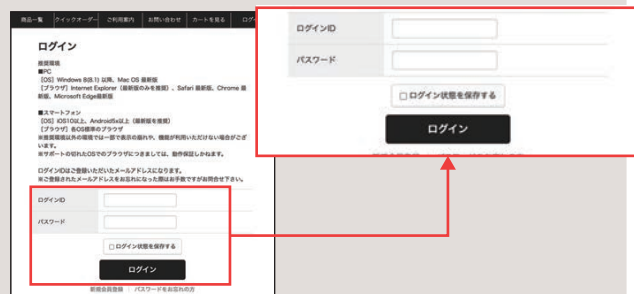 商品一覧 クイックオーダー ご利用案内 お問い合わせ カートを見る
ログイン
推奨環境
■PC
【OS】Windows 8(8.1) 以降、Mac OS 最新版
【ブラウザ】Internet Explorer（最新版のみを推奨）、Safari 最新版、Chrome 最
新版、Microsoft Edge最新版
■スマートフォン
【OS】iOS10以上、Android5.x以上（最新版を推奨）
【ブラウザ】各OS標準のブラウザ
※推奨環境以外の環境では一部で表示の崩れや、機能が利用いただけない場合がござ
います。
※サポートの切れたOSでのブラウザにつきましては、動作保証しかねます。
ログインIDはご登録いただいたメールアドレスになります。
※ご登録されたメールアドレスをお忘れになった際はお手数ですがお問合せ下さい。
ログインID
パスワード
□ログイン状態を保存する
ログイン
新規会員登録 | パスワードをお忘れの方
ログインID
パスワード
□ログイン状態を保存する
ログイン